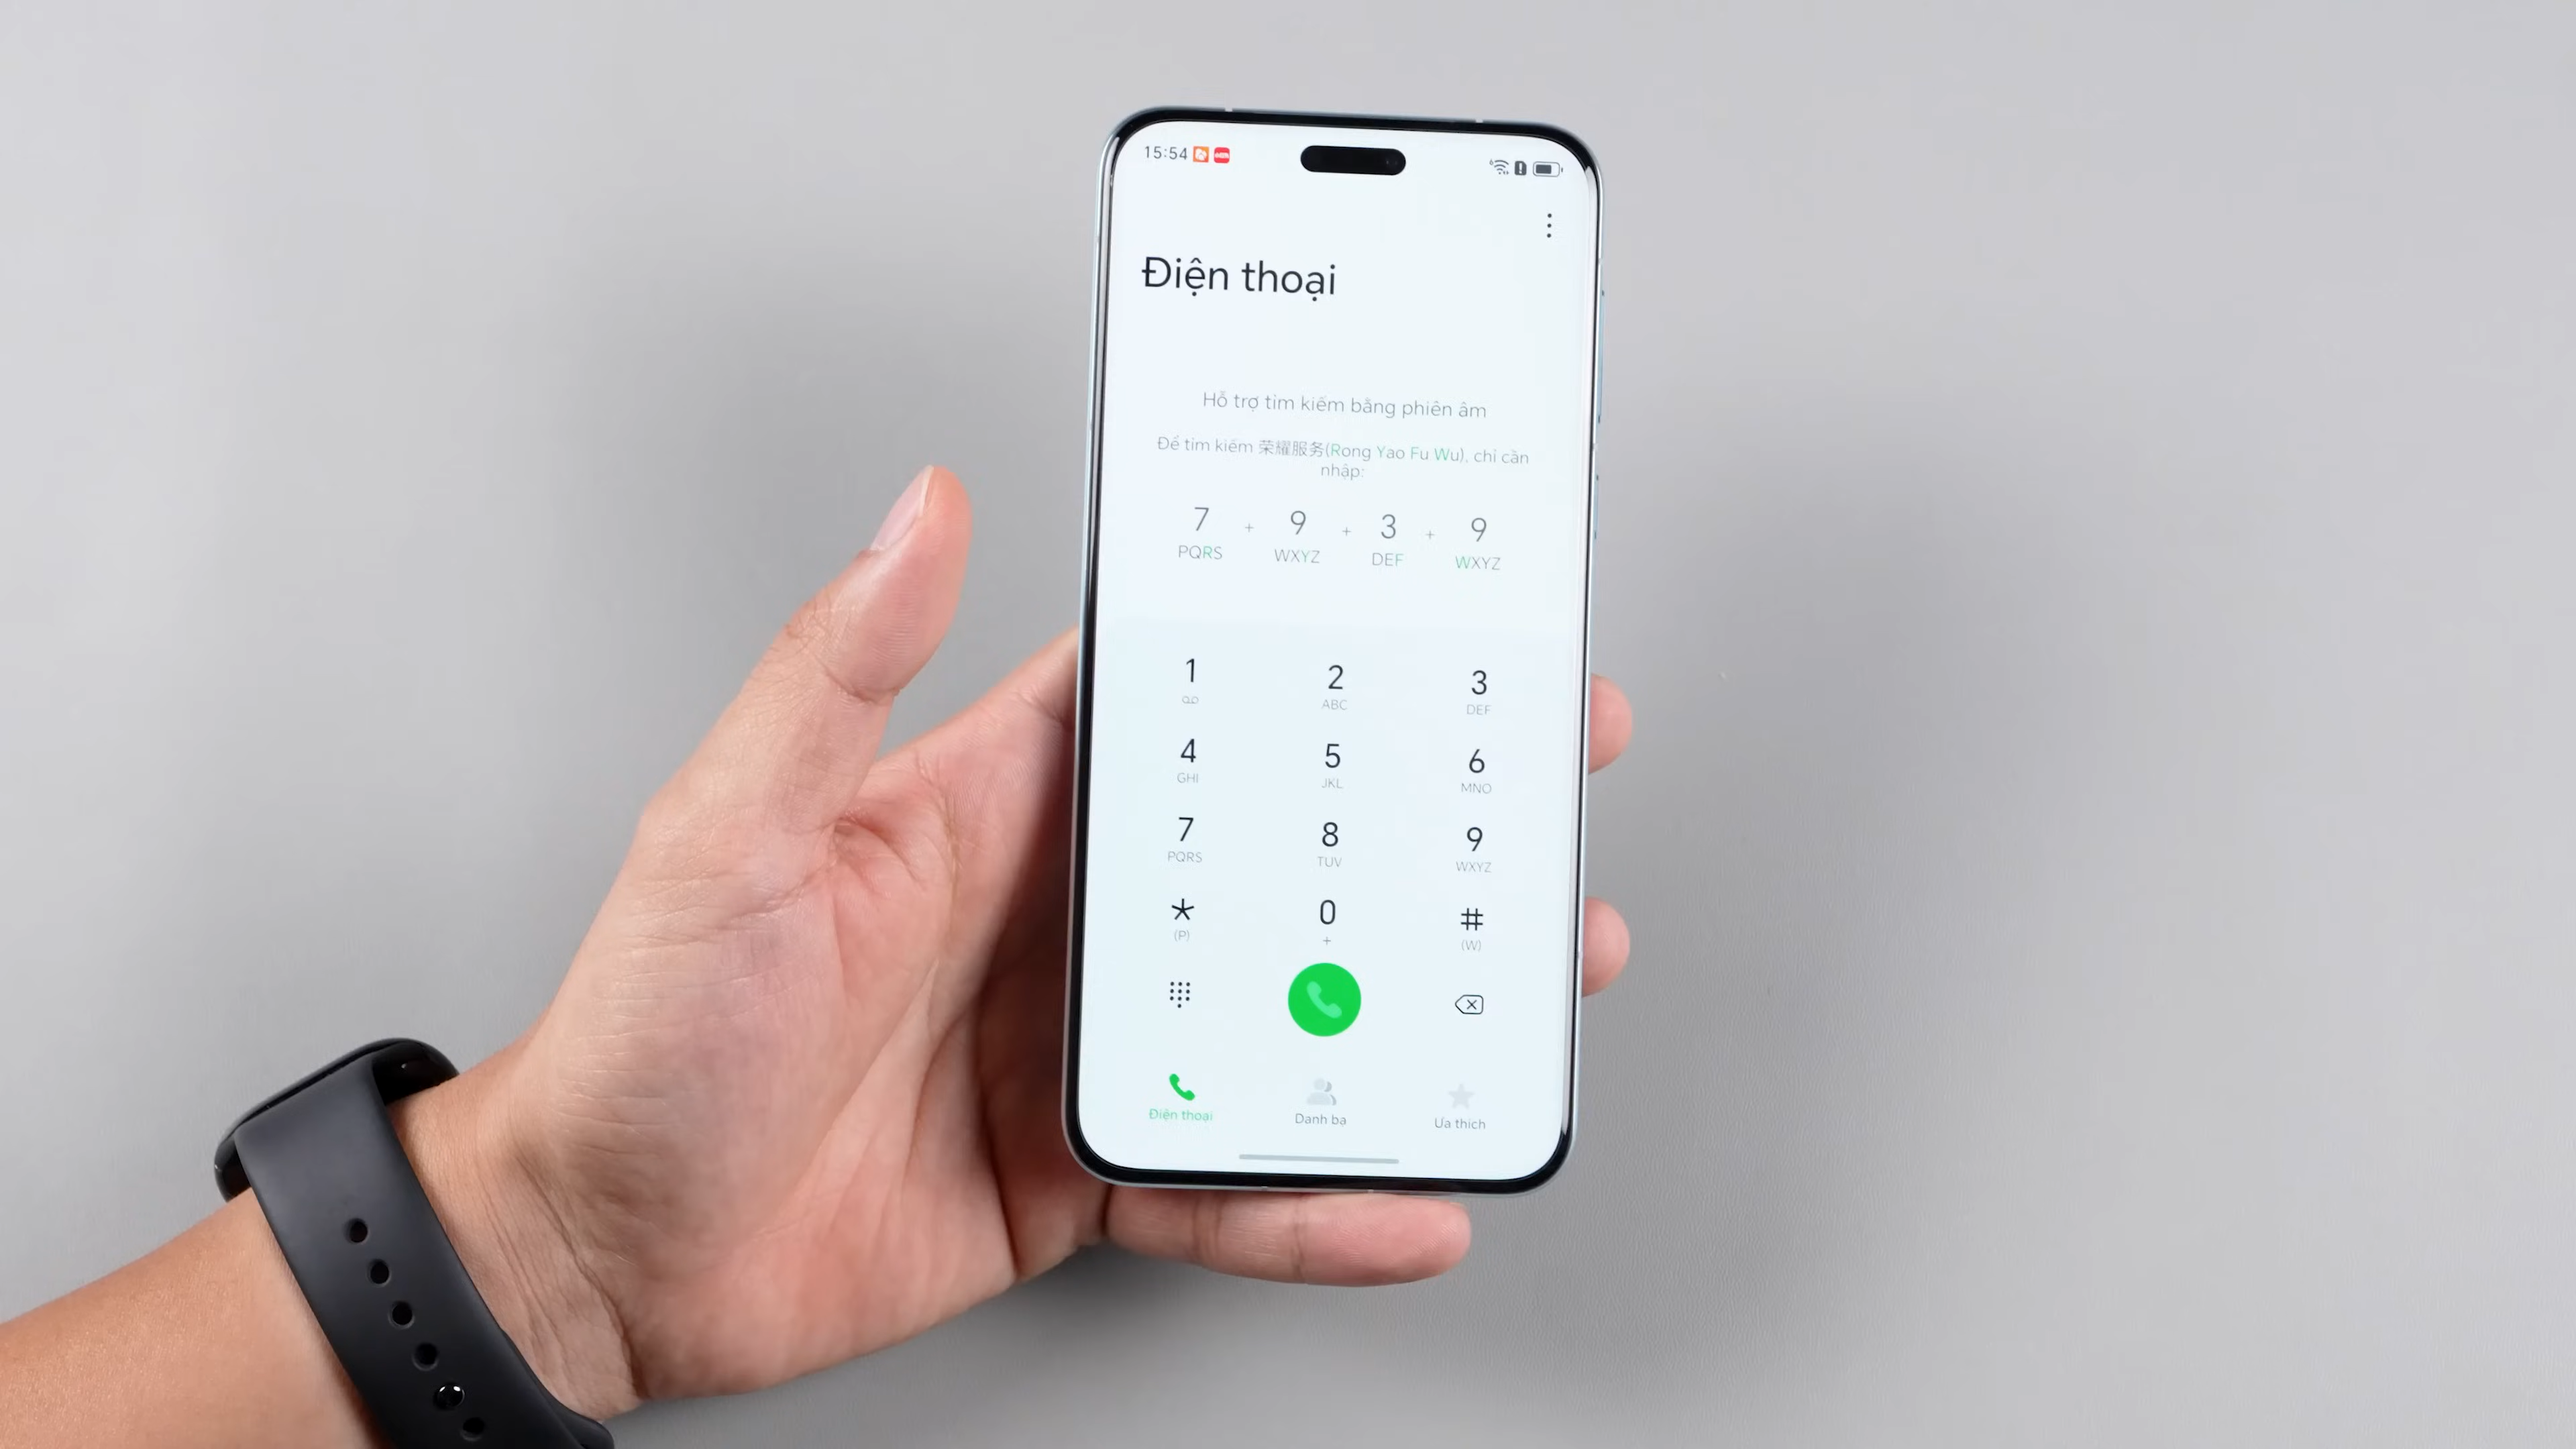 15:54
Điện thoại
Hỗ trợ tìm kiếm bằng phiên âm
Để tìm kiếm 荣耀服务(Rong Yao Fu Wu), chỉ cần
nhập:
7 + 9 + 3 + 9
PQRS WXYZ DEF WXYZ
1 2 3
ABC DEF
4 5 6
GHI JKL MNO
7 8 9
PQRS TUV WXYZ
* 0 #
(P) + (W)
Điện thoại Danh bạ Ưa thích